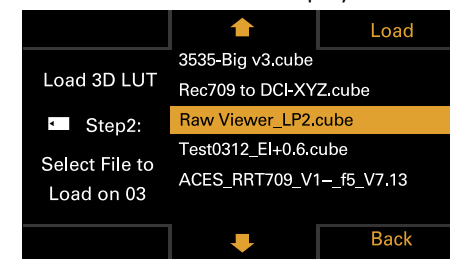 Load
Load 3D LUT
Step2:
Select File to
Load on 03
3535-Big v3.cube
Rec709 to DCI-XYZ.cube
Raw Viewer_LP2.cube
Test0312_EI+0.6.cube
ACES_RRT709_V1–_f5_V7.13
Back